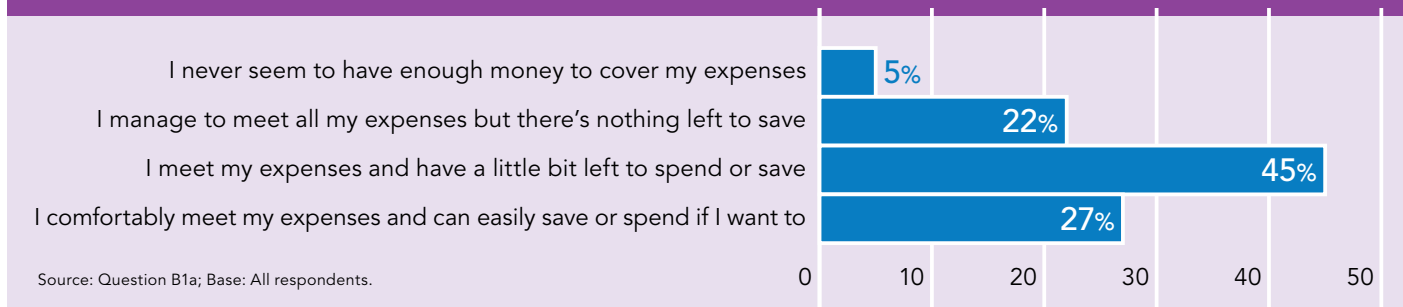 I never seem to have enough money to cover my expenses 5%
I manage to meet all my expenses but there’s nothing left to save 22%
I meet my expenses and have a little bit left to spend or save 45%
I comfortably meet my expenses and can easily save or spend if I want to 27%
Source: Question B1a; Base: All respondents. 0 10 20 30 40 50